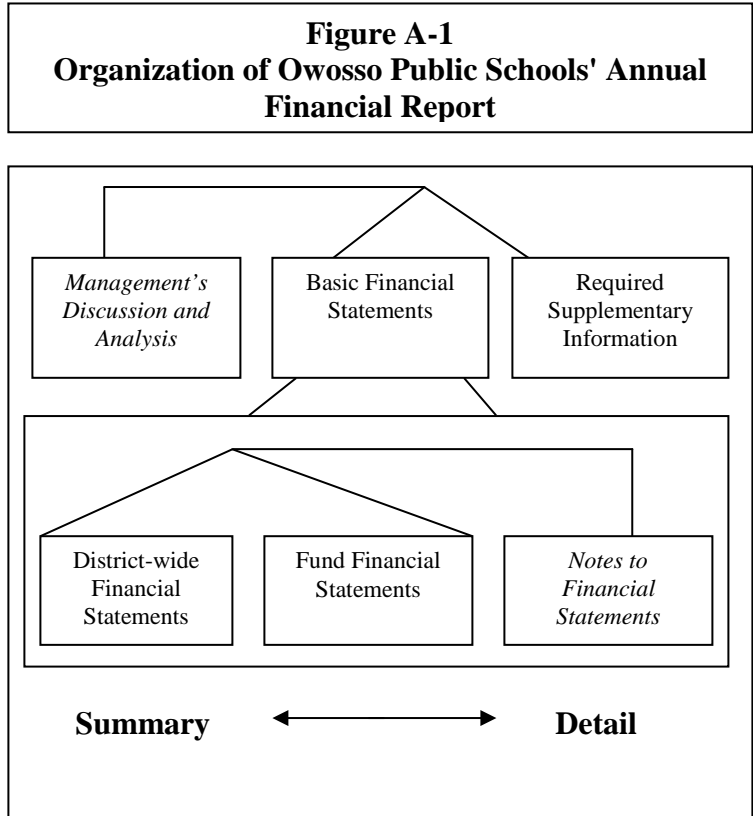 Figure A-1
Organization of Owosso Public Schools' Annual
Financial Report
Management's
Discussion and
Analysis
Basic Financial
Statements
Required
Supplementary
Information
District-wide
Financial
Statements
Fund Financial
Statements
Notes to
Financial
Statements
Summary
Detail